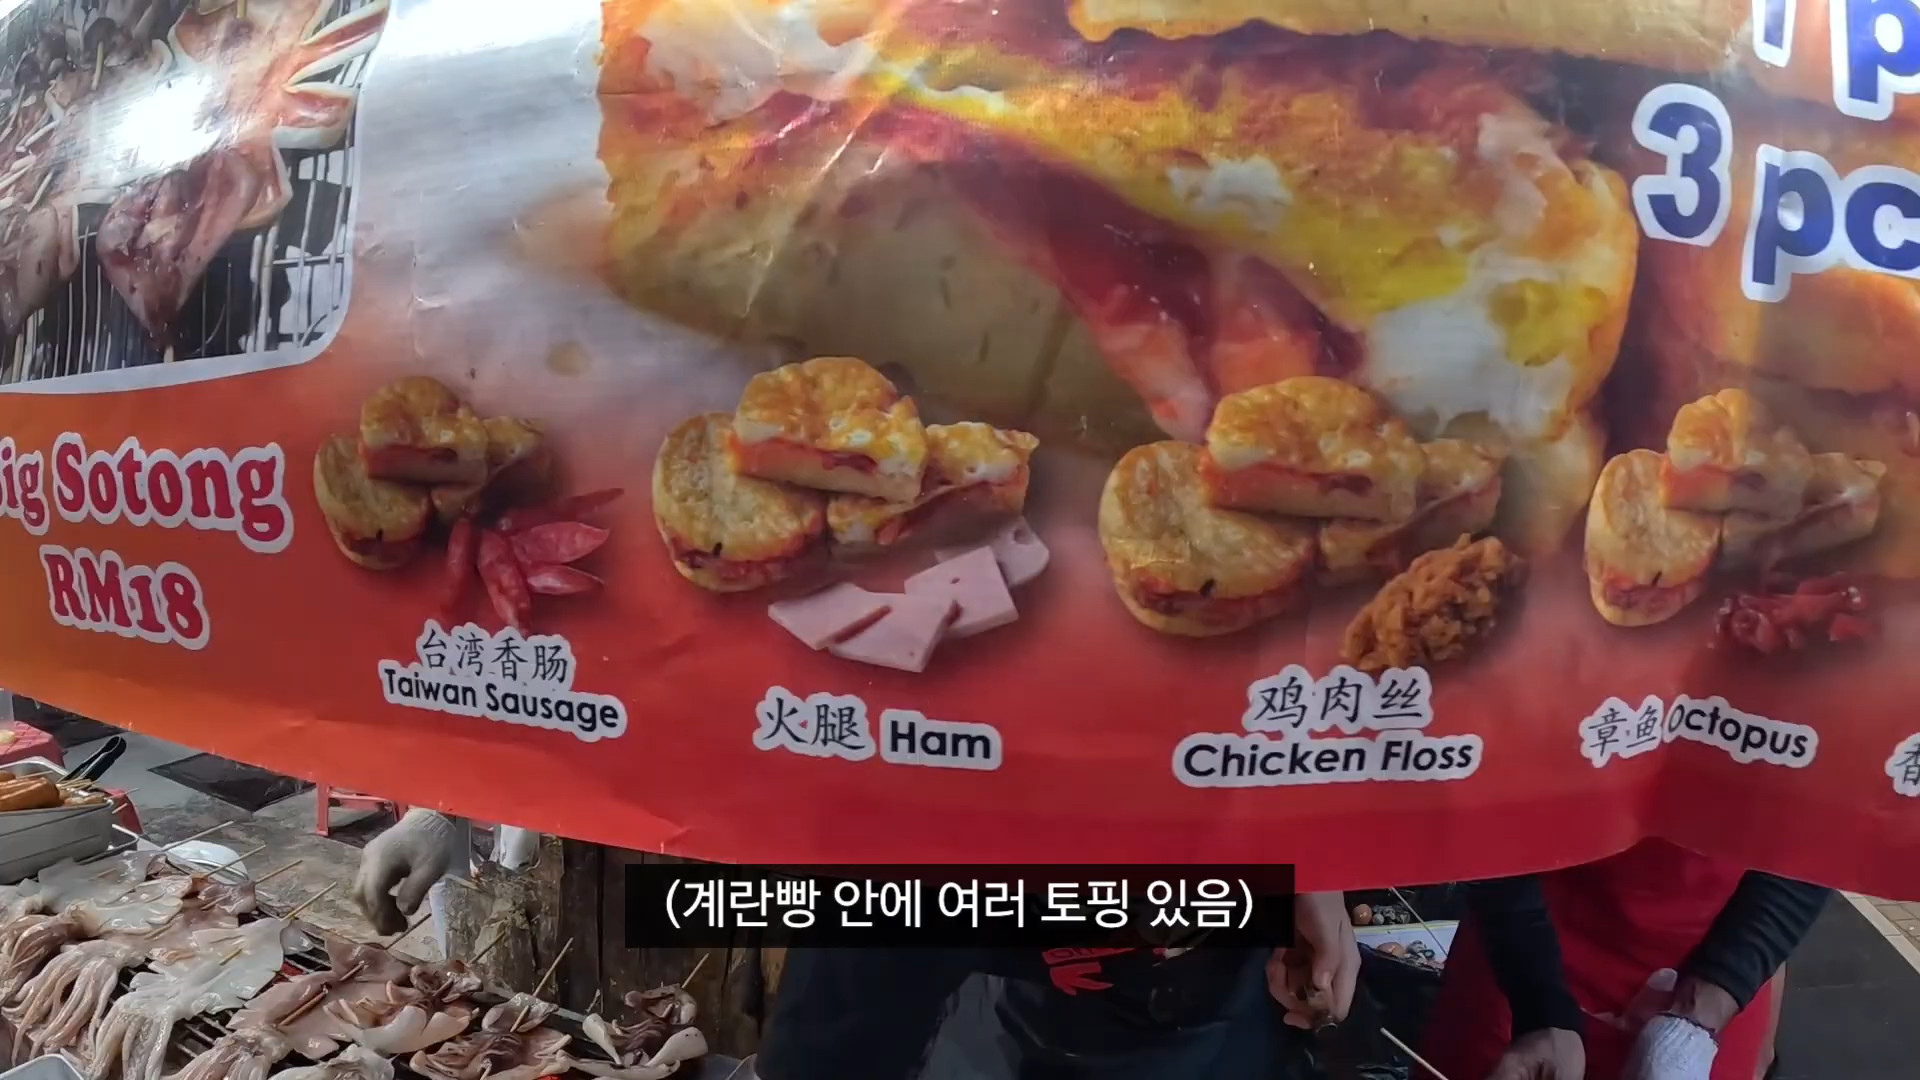 3 pc
Big Sotong
RM18
台湾香肠
Taiwan Sausage
火腿 Ham
鸡肉丝
Chicken Floss
章鱼 Octopus
(계란빵 안에 여러 토핑 있음)